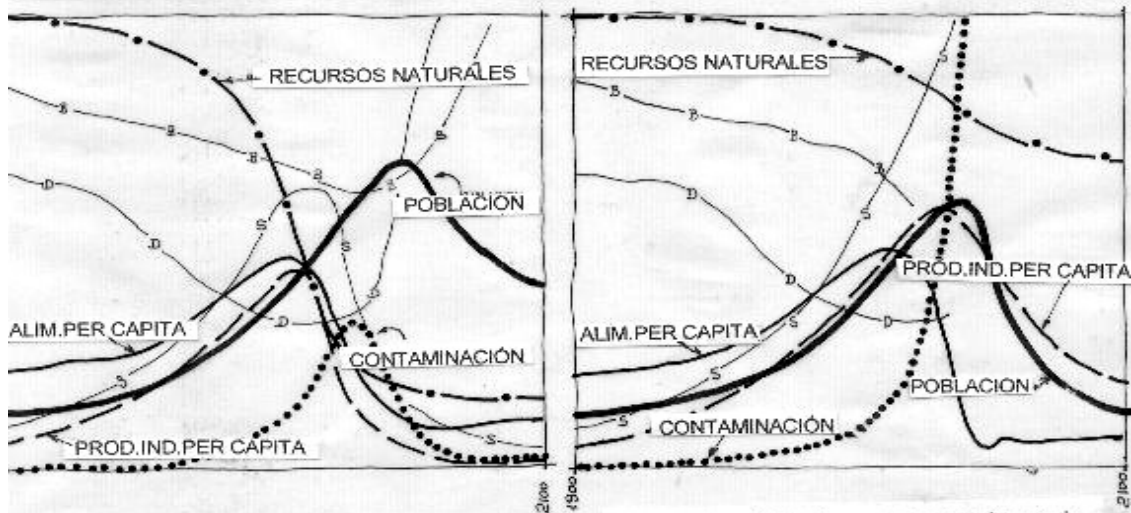 RECURSOS NATURALES
POBLACION
ALIM.PER CAPITA
CONTAMINACIÓN
PROD.IND.PER CAPITA
2100
B
B
B
B
B
D
D
D
D
S
S
S
S
S
1900
RECURSOS NATURALES
PROD.IND.PER CAPITA
ALIM.PER CAPITA
POBLACIÓN
CONTAMINACIÓN
2100
B
B
B
B
D
D
D
S
S
S
S